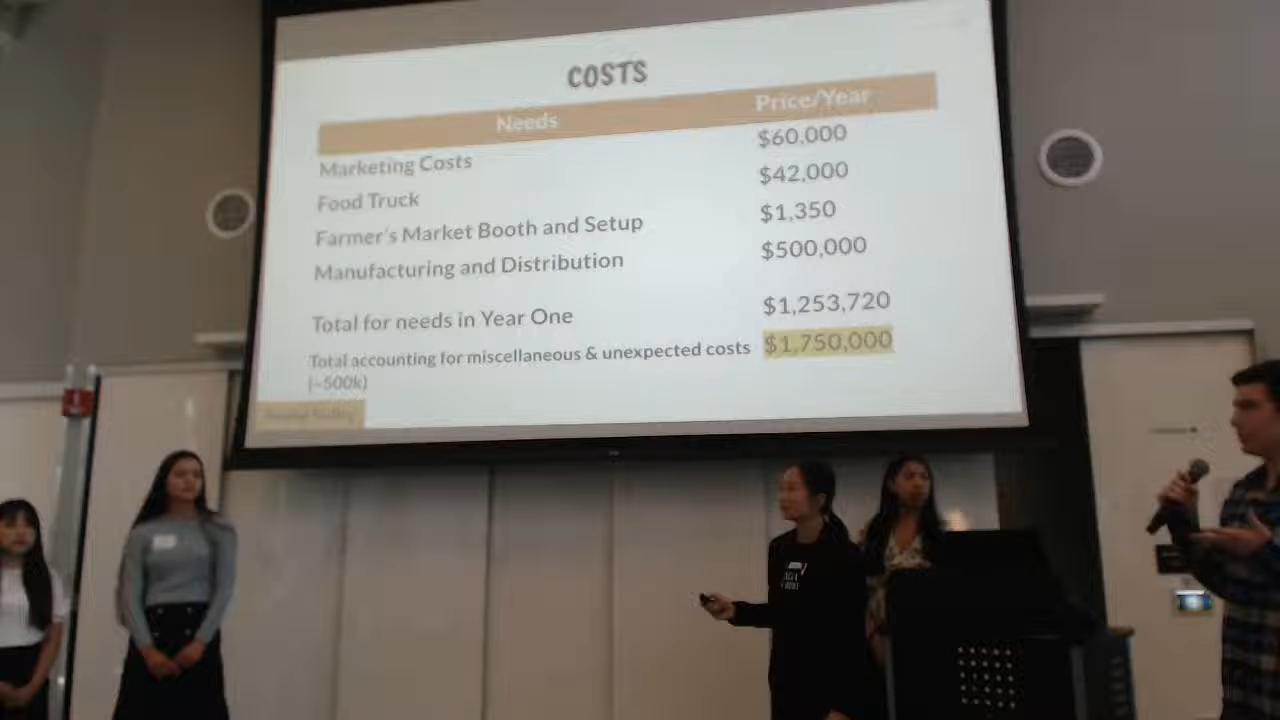 COSTS
Needs Price/Year
Marketing Costs $60,000
Food Truck $42,000
Farmer's Market Booth and Setup $1,350
Manufacturing and Distribution $500,000
Total for needs in Year One $1,253,720
Total accounting for miscellaneous & unexpected costs $1,750,000
(~500k)